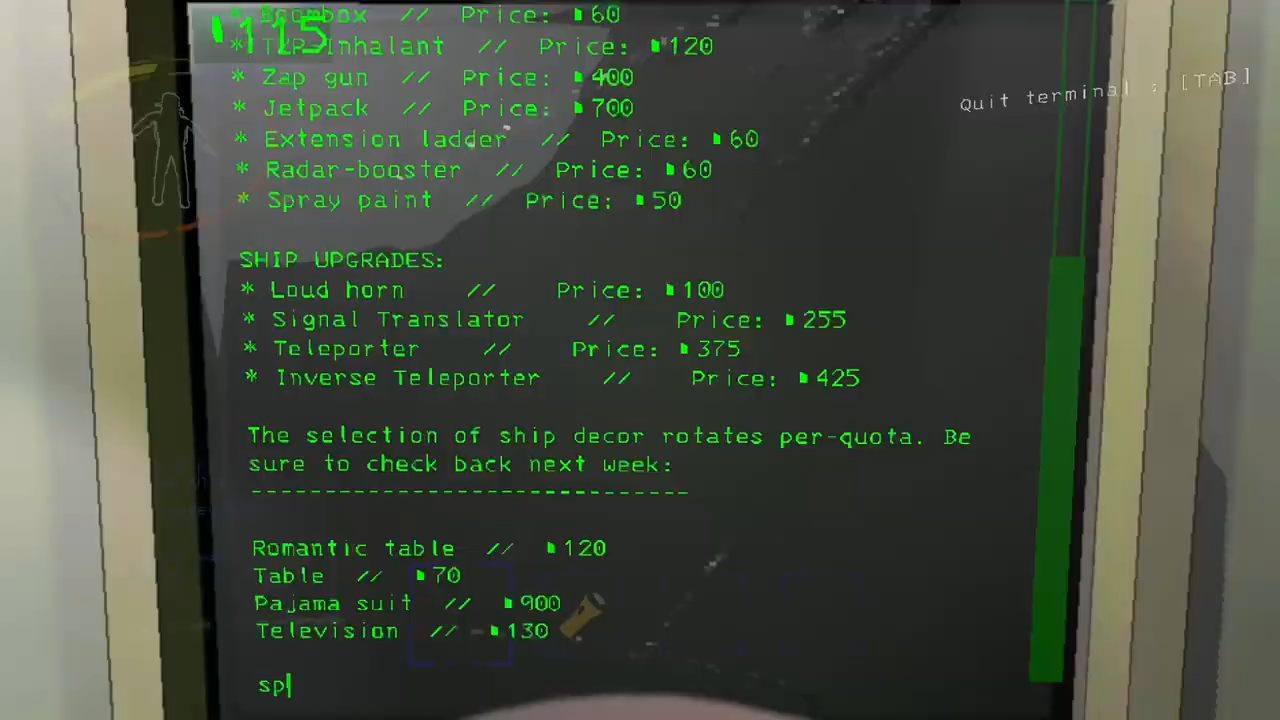 * Boombox // Price: ▮60
▮115
* TZP-Inhalant // Price: ▮120
* Zap gun // Price: ▮400
* Jetpack // Price: ▮700
Quit terminal : [TAB]
* Extension ladder // Price: ▮60
* Radar-booster // Price: ▮60
* Spray paint // Price: ▮50
SHIP UPGRADES:
* Loud horn // Price: ▮100
* Signal Translator // Price: ▮255
* Teleporter // Price: ▮375
* Inverse Teleporter // Price: ▮425
The selection of ship decor rotates per-quota. Be
sure to check back next week:
------------------------------
Romantic table // ▮120
Table // ▮70
Pajama suit // ▮900
Television // ▮130
sp